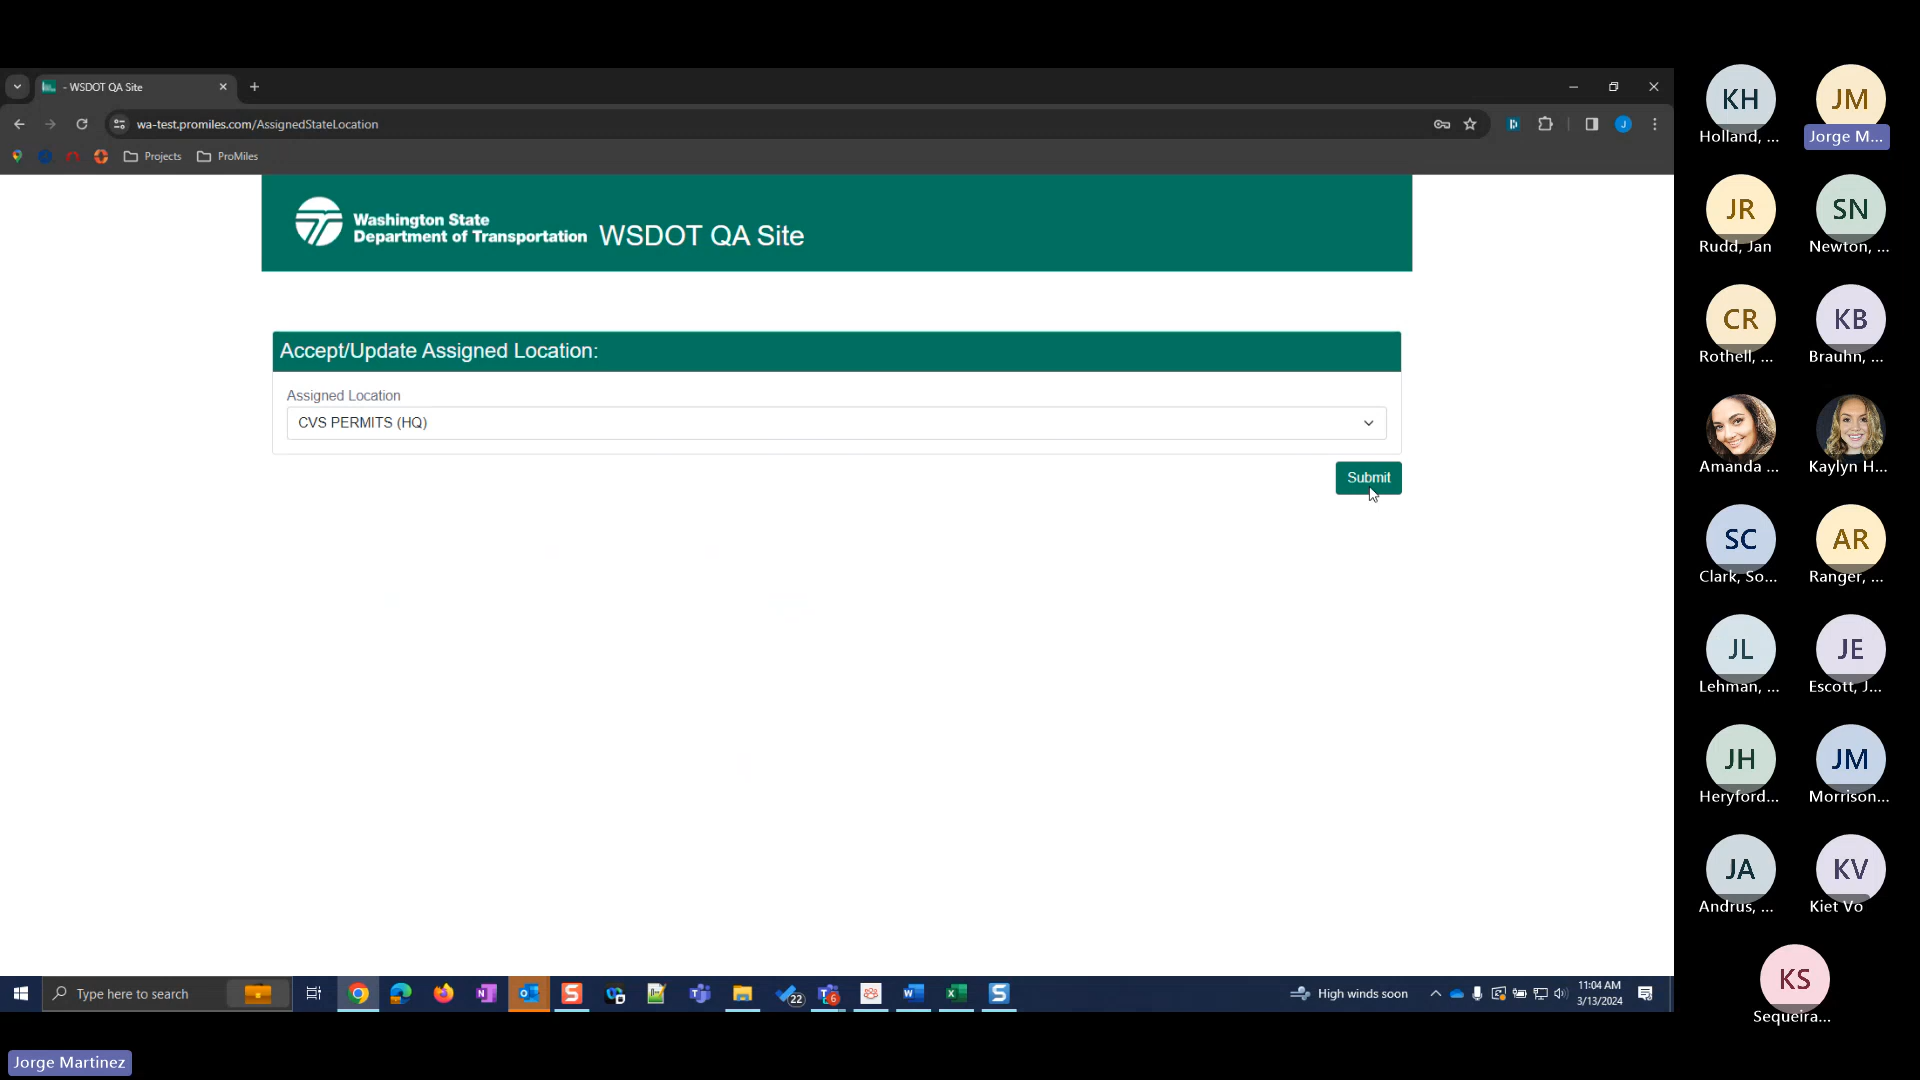 - WSDOT QA Site
wa-test.promiles.com/AssignedStateLocation
Projects
ProMiles
Washington State
Department of Transportation
WSDOT QA Site
Accept/Update Assigned Location:
Assigned Location
CVS PERMITS (HQ)
Submit
Type here to search
22
6
High winds soon
11:04 AM
3/13/2024
Jorge Martinez
KH
Holland, ...
JM
Jorge M...
JR
Rudd, Jan
SN
Newton, ...
CR
Rothell, ...
KB
Brauhn, ...
Amanda ...
Kaylyn H...
SC
Clark, So...
AR
Ranger, ...
JL
Lehman, ...
JE
Escott, J...
JH
Heryford...
JM
Morrison...
JA
Andrus, ...
KV
Kiet Vo
KS
Sequeira...